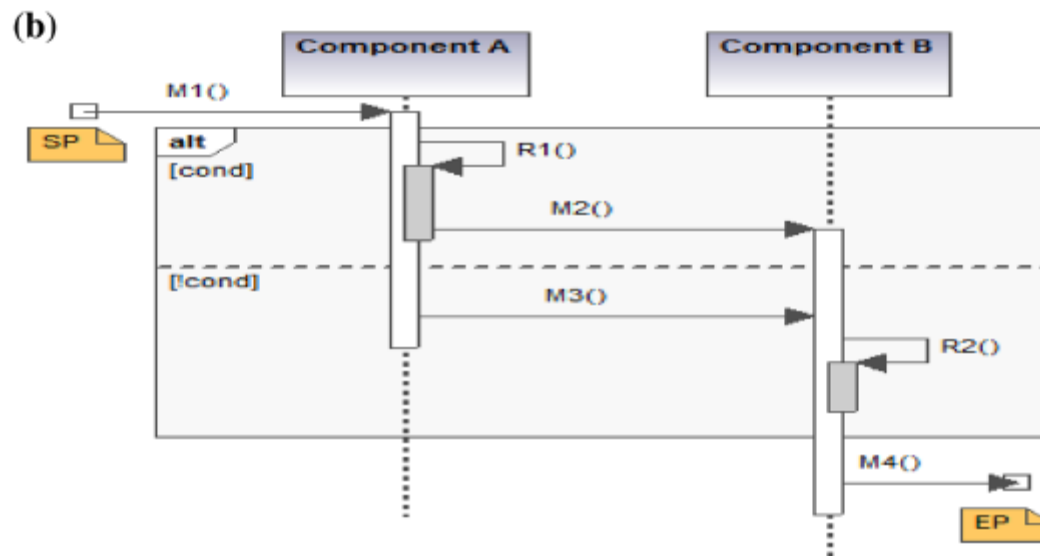 (b)
Component A
Component B
M1()
SP
alt
[cond]
R1()
M2()
[!cond]
M3()
R2()
M4()
EP